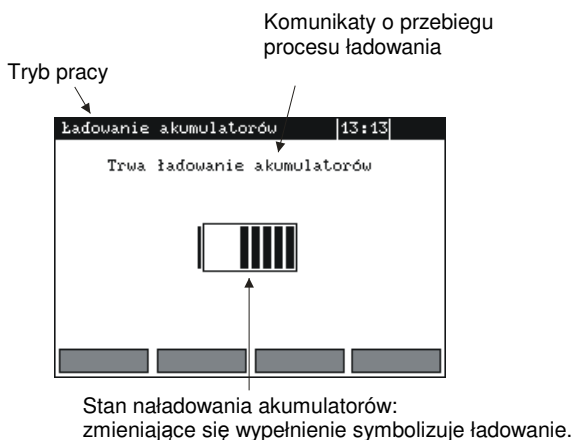 Komunikaty o przebiegu
procesu ładowania
Tryb pracy
Ładowanie akumulatorów
13:13
Trwa ładowanie akumulatorów
Stan naładowania akumulatorów:
zmieniające się wypełnienie symbolizuje ładowanie.